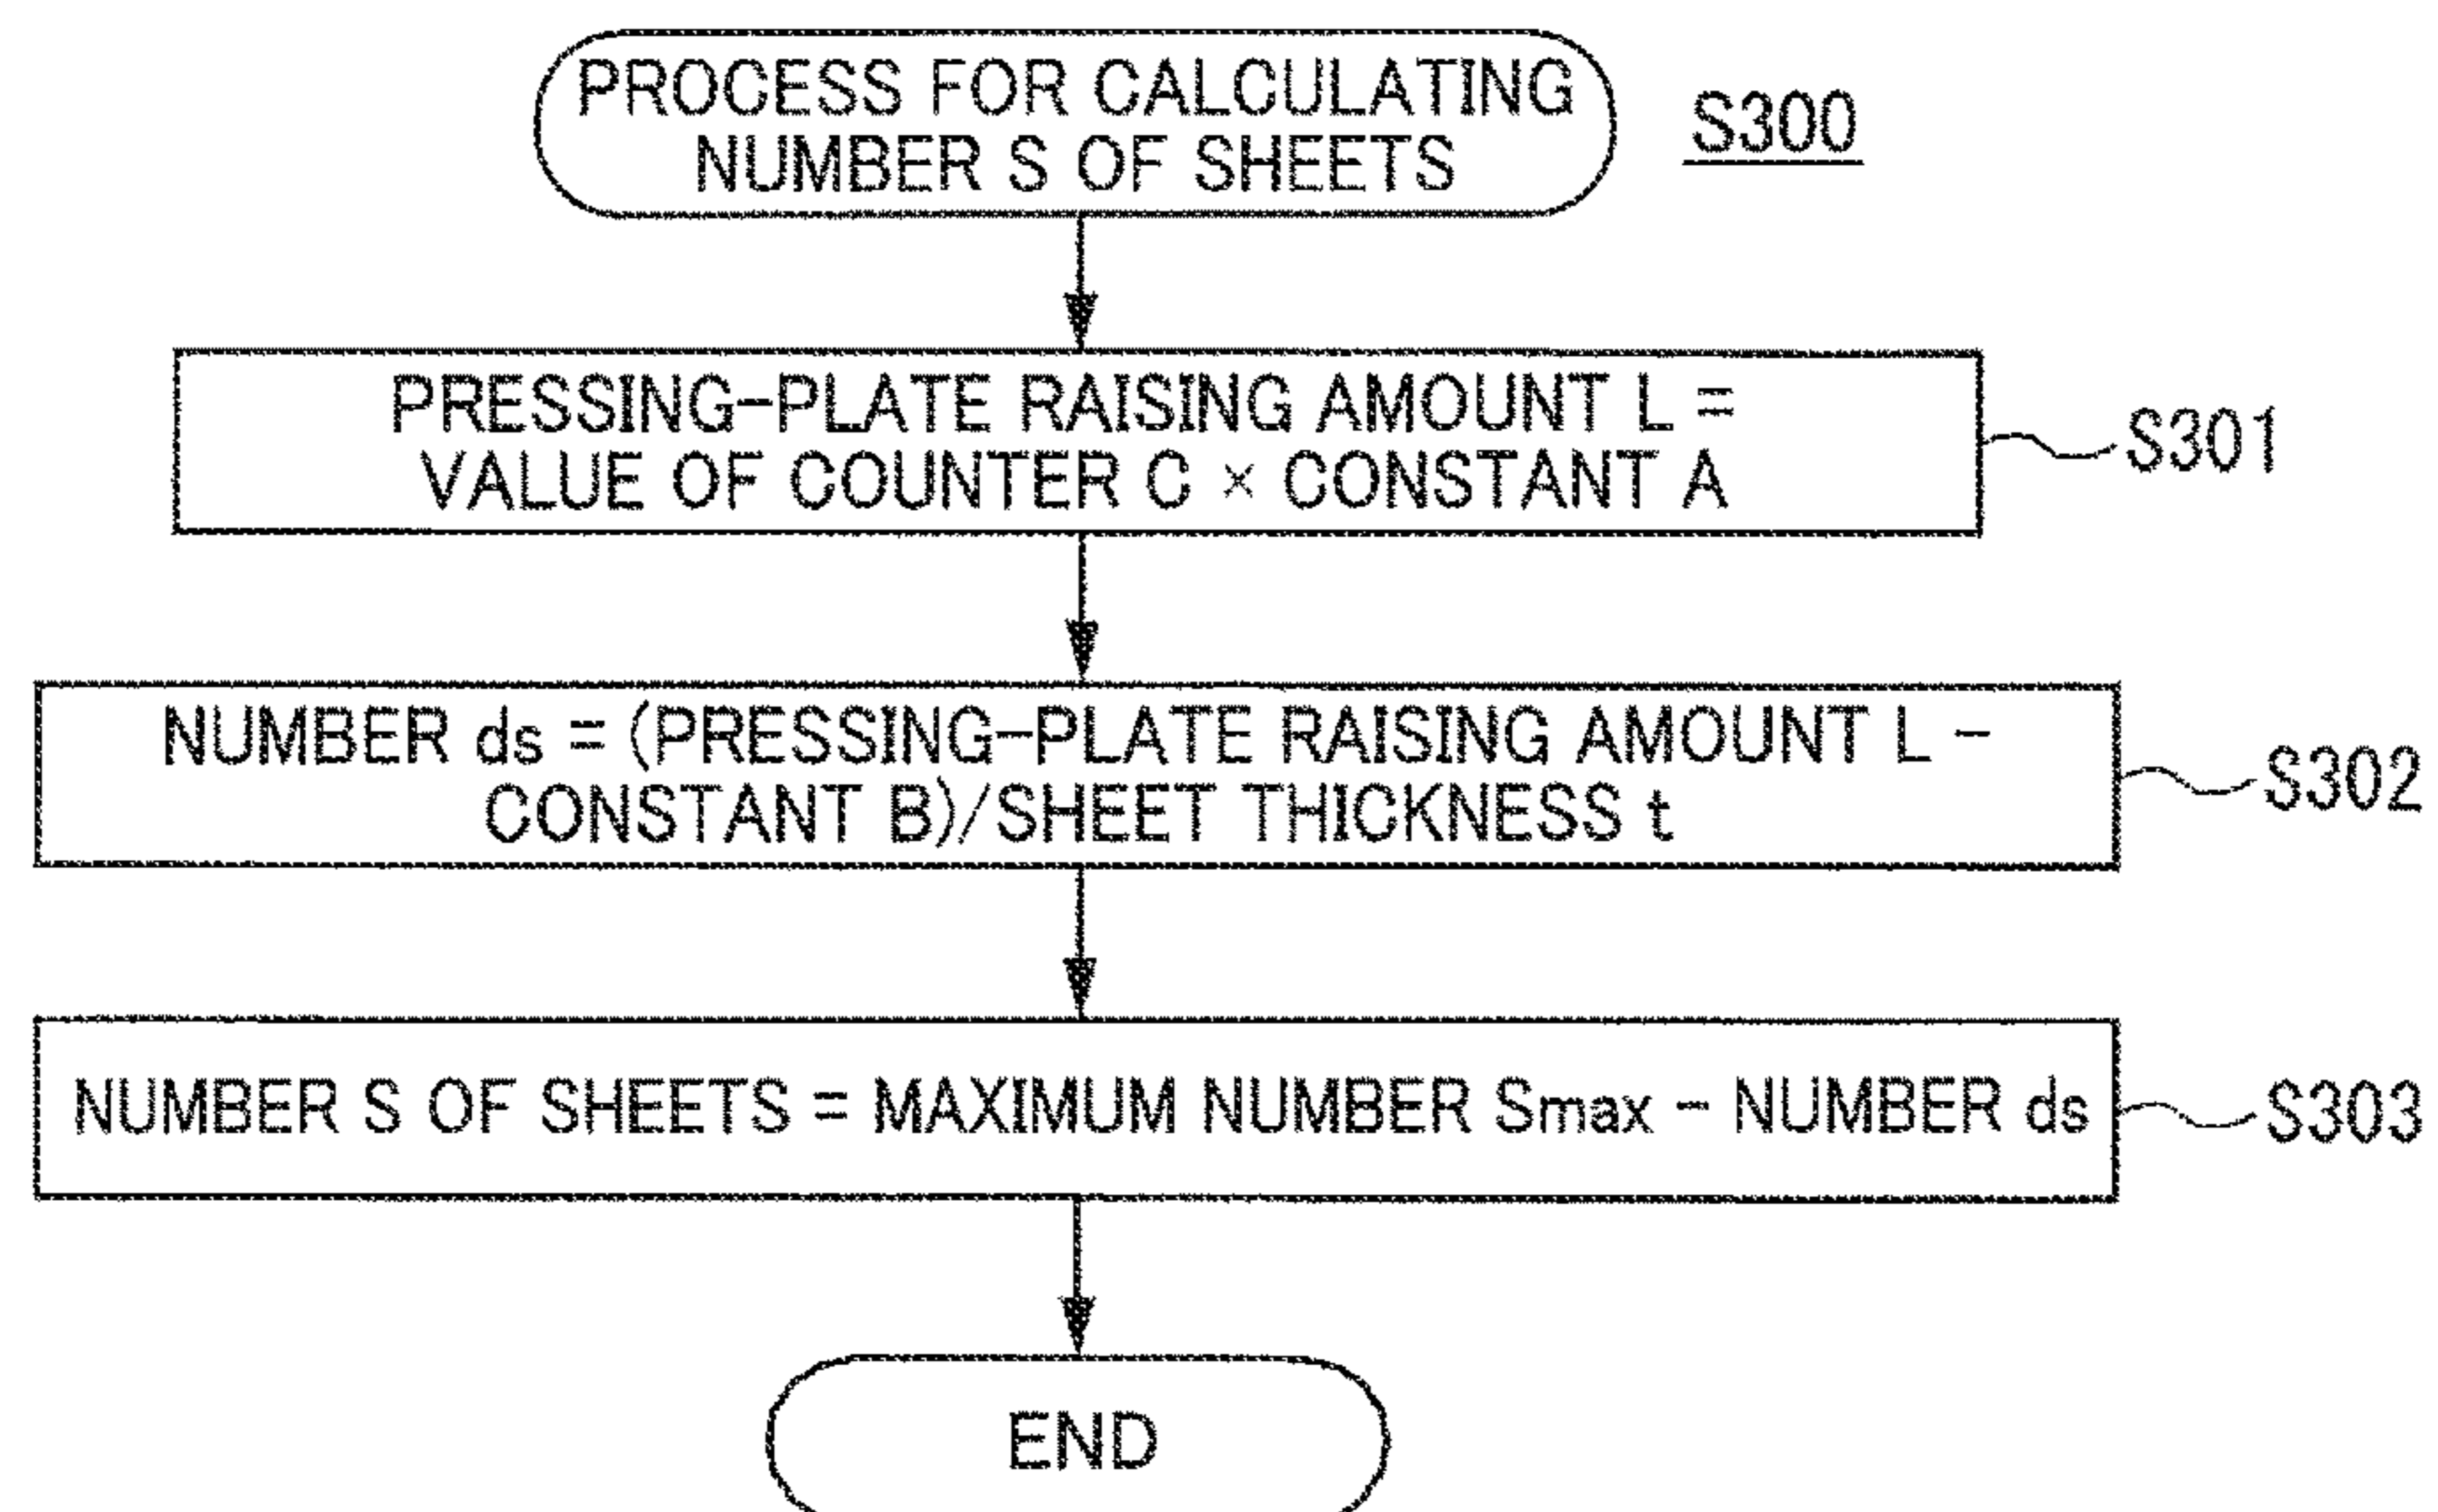 PROCESS FOR CALCULATING
NUMBER S OF SHEETS
S300
PRESSING-PLATE RAISING AMOUNT L =
VALUE OF COUNTER C × CONSTANT A
S301
NUMBER ds = (PRESSING-PLATE RAISING AMOUNT L -
CONSTANT B)/SHEET THICKNESS t
S302
NUMBER S OF SHEETS = MAXIMUM NUMBER Smax - NUMBER ds
S303
END